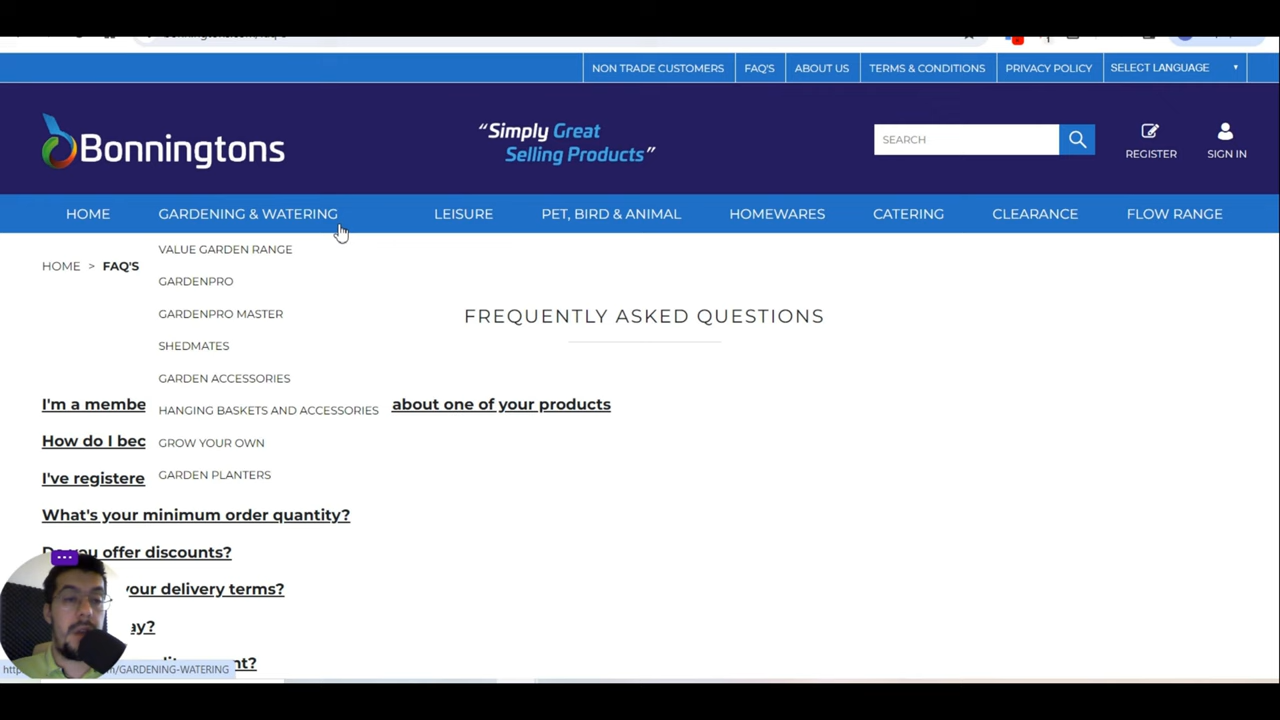 NON TRADE CUSTOMERS
FAQ'S
ABOUT US
TERMS & CONDITIONS
PRIVACY POLICY
SELECT LANGUAGE
Bonningtons
“Simply Great
Selling Products”
SEARCH
REGISTER
SIGN IN
HOME
GARDENING & WATERING
LEISURE
PET, BIRD & ANIMAL
HOMEWARES
CATERING
CLEARANCE
FLOW RANGE
VALUE GARDEN RANGE
GARDENPRO
GARDENPRO MASTER
SHEDMATES
GARDEN ACCESSORIES
HANGING BASKETS AND ACCESSORIES
GROW YOUR OWN
GARDEN PLANTERS
HOME > FAQ'S
FREQUENTLY ASKED QUESTIONS
I'm a membe about one of your products
How do I bec
I've registere
What's your minimum order quantity?
offer discounts?
your delivery terms?
ay?
nt?
/GARDENING-WATERING